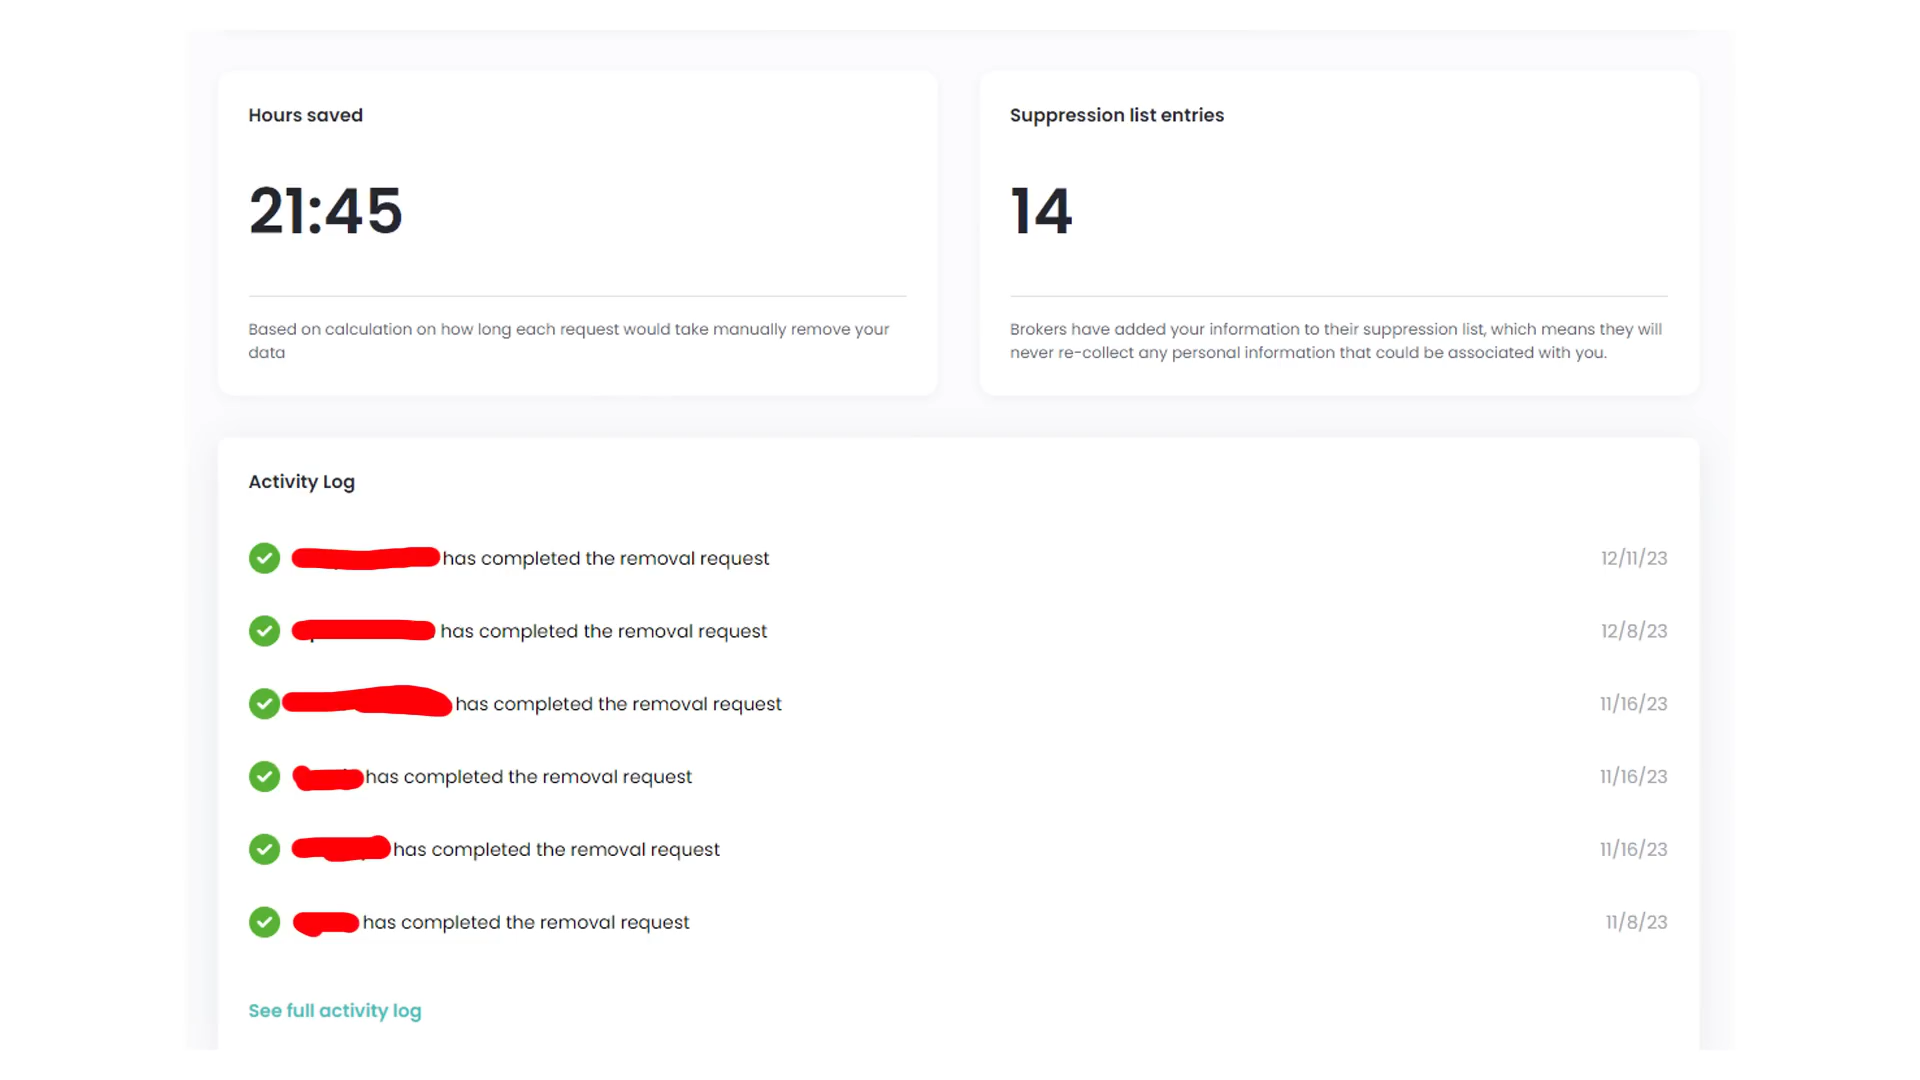 Hours saved
21:45
Based on calculation on how long each request would take manually remove your
data
Suppression list entries
14
Brokers have added your information to their suppression list, which means they will
never re-collect any personal information that could be associated with you.
Activity Log
has completed the removal request 12/11/23
has completed the removal request 12/8/23
has completed the removal request 11/16/23
has completed the removal request 11/16/23
has completed the removal request 11/16/23
has completed the removal request 11/8/23
See full activity log